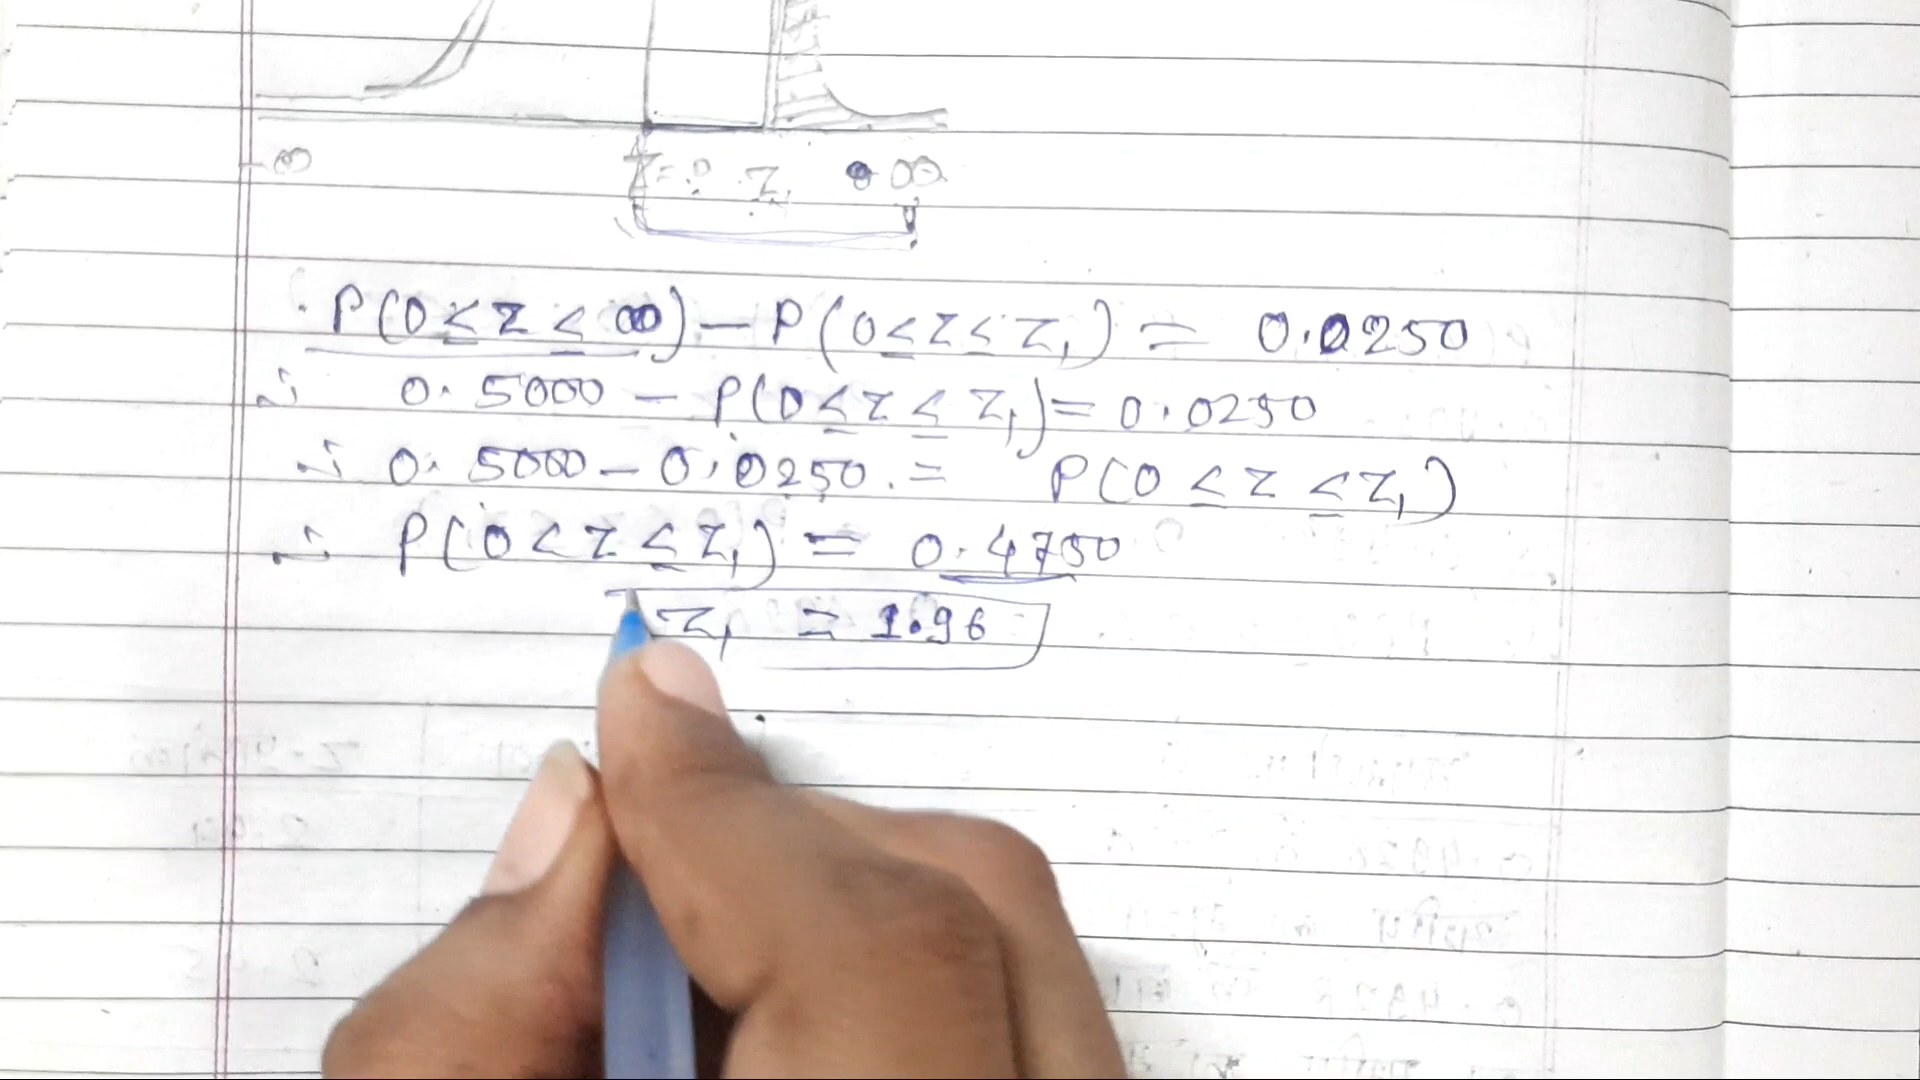 -∞ Z=0 Z₁ ∞
P(0≤Z≤∞)-P(0≤Z≤Z₁) = 0.0250
∴ 0.5000 - P(0≤Z≤Z₁) = 0.0250
∴ 0.5000 - 0.0250. = P(0≤Z≤Z₁)
∴ P(0<Z≤Z₁) = 0.4750
Z₁ = 1.96